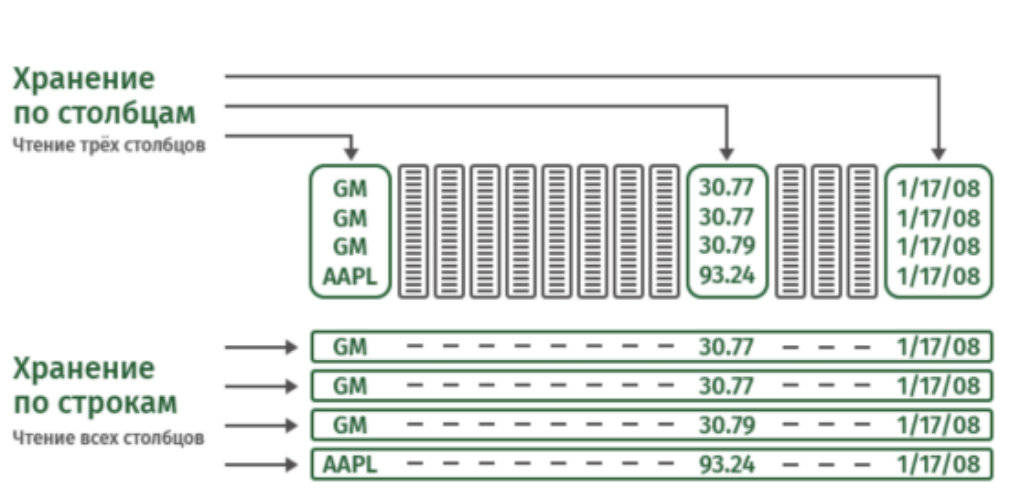 Хранение
по столбцам
Чтение трёх столбцов
GM 30.77 1/17/08
GM 30.77 1/17/08
GM 30.79 1/17/08
AAPL 93.24 1/17/08
Хранение
по строкам
Чтение всех столбцов
GM – – – – – – – – 30.77 – – – 1/17/08
GM – – – – – – – – 30.77 – – – 1/17/08
GM – – – – – – – – 30.79 – – – 1/17/08
AAPL – – – – – – – – 93.24 – – – 1/17/08